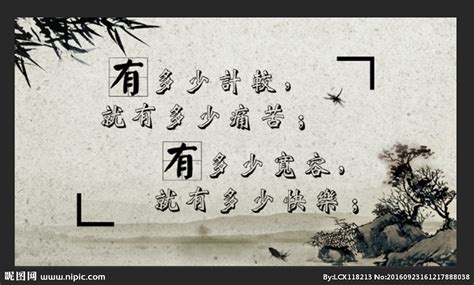 有多少計較，
就有多少痛苦；
有多少寬容，
就有多少快樂；
昵图网 www.nipic.com
By:LCX118213 No:20160923161217888038